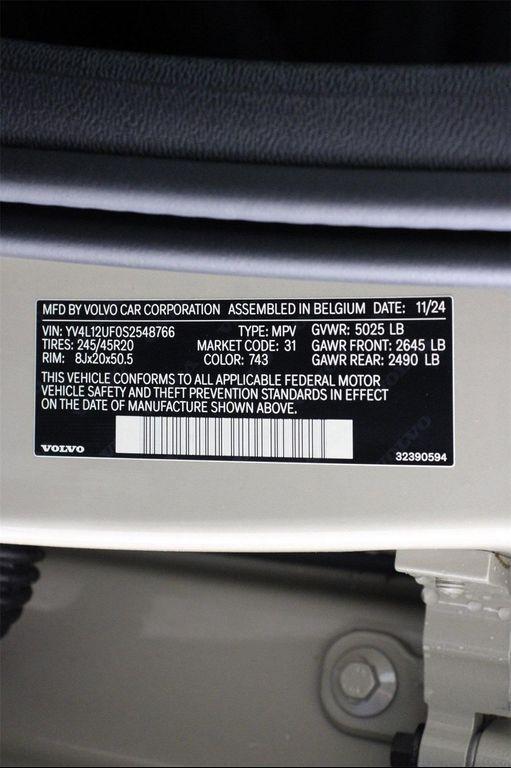 MFD BY VOLVO CAR CORPORATION ASSEMBLED IN BELGIUM DATE: 11/24
VIN: YV4L12UF0S2548766 TYPE: MPV GVWR: 5025 LB
TIRES: 245/45R20 MARKET CODE: 31 GAWR FRONT: 2645 LB
RIM: 8Jx20x50.5 COLOR: 743 GAWR REAR: 2490 LB
THIS VEHICLE CONFORMS TO ALL APPLICABLE FEDERAL MOTOR
VEHICLE SAFETY AND THEFT PREVENTION STANDARDS IN EFFECT
ON THE DATE OF MANUFACTURE SHOWN ABOVE.
VOLVO 32390594